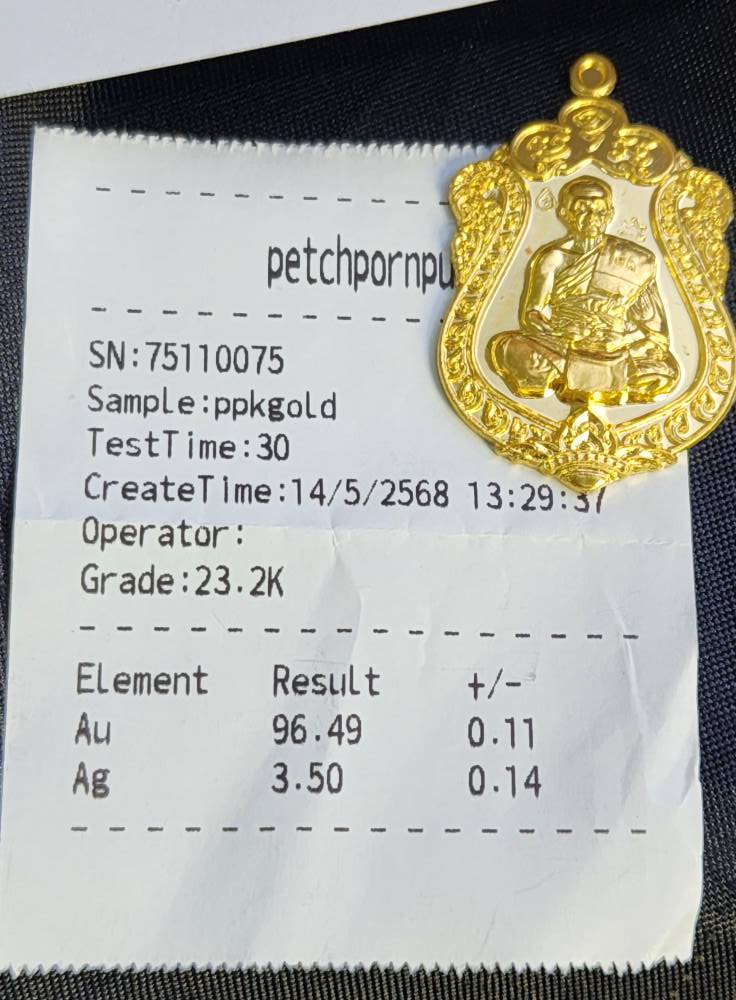 petchpornpu
SN:75110075
Sample:ppkgold
TestTime:30
CreateTime:14/5/2568 13:29:37
Operator:
Grade:23.2K
Element Result +/-
Au 96.49 0.11
Ag 3.50 0.14